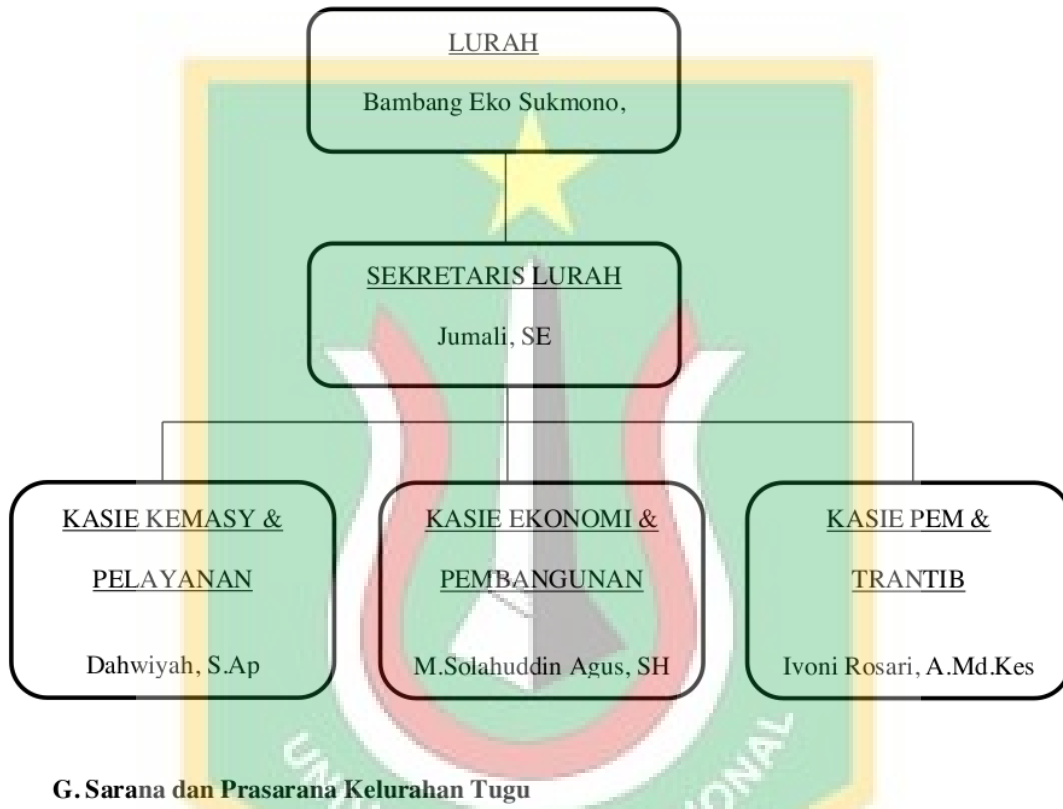 LURAH
Bambang Eko Sukmono,
SEKRETARIS LURAH
Jumali, SE
KASIE KEMASY &
PELAYANAN
Dahwiyah, S.Ap
KASIE EKONOMI &
PEMBANGUNAN
M.Solahuddin Agus, SH
KASIE PEM &
TRANTIB
Ivoni Rosari, A.Md.Kes
G. Sarana dan Prasarana Kelurahan Tugu